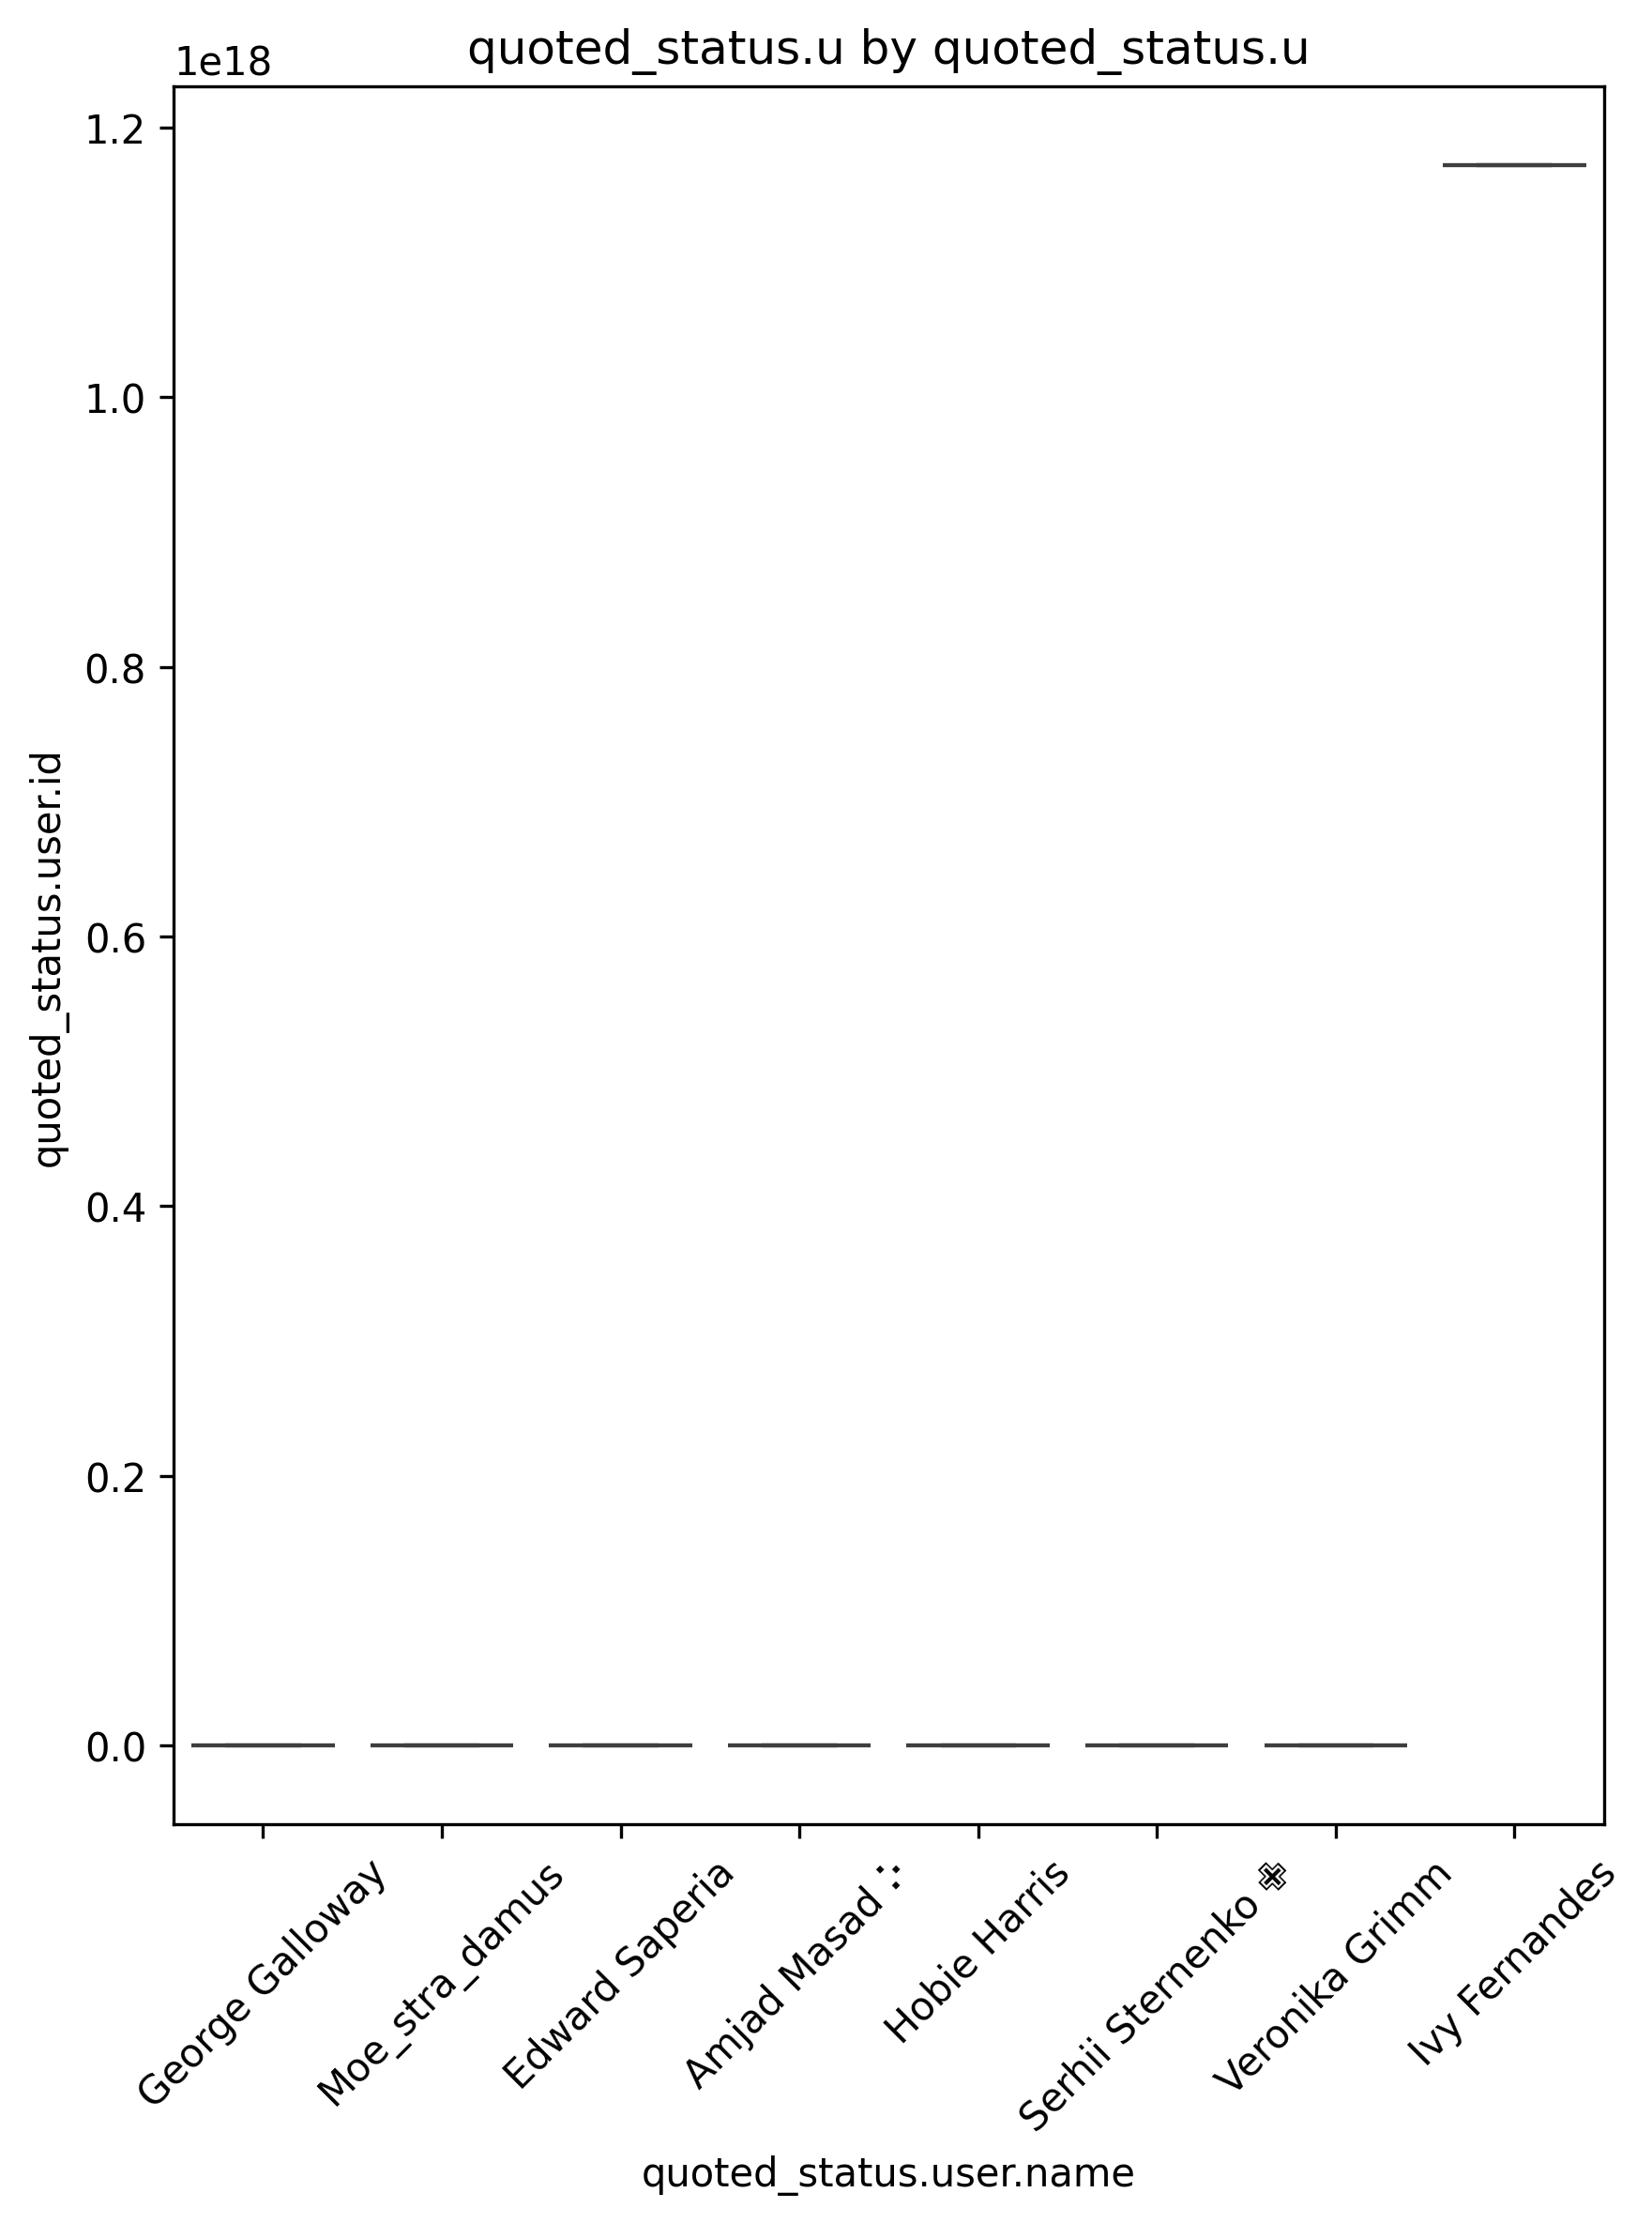 quoted_status.u by quoted_status.u
1e18
1.2
1.0
0.8
0.6
0.4
0.2
0.0
quoted_status.user.id
George Galloway
Moe_stra_damus
Edward Saperia
Amjad Masad ⠕
Hobie Harris
Serhii Sternenko ✙
Veronika Grimm
Ivy Fernandes
quoted_status.user.name